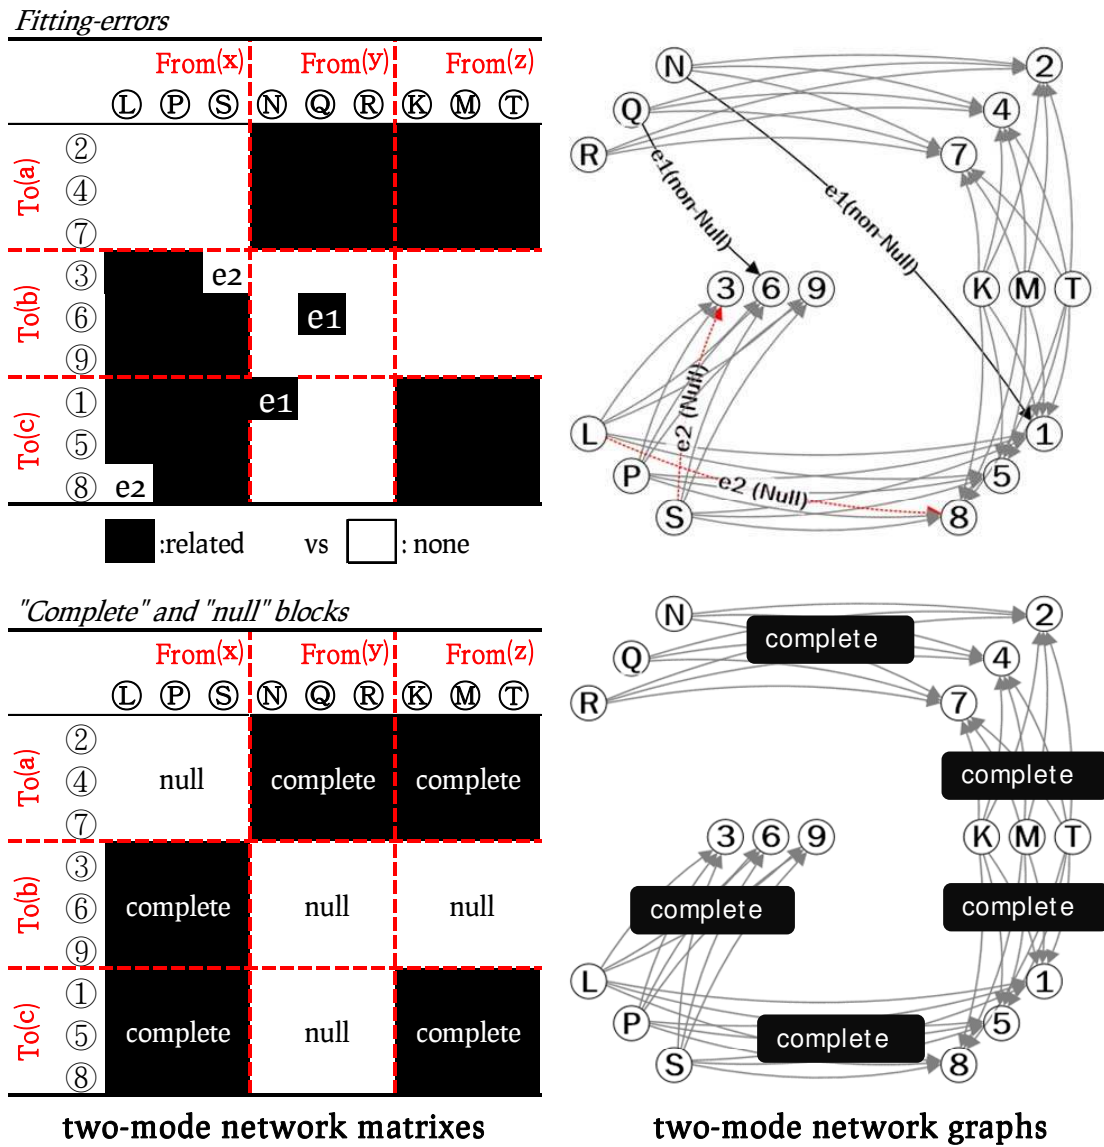 Fitting-errors
From(x) From(y) From(z)
Ⓛ Ⓟ Ⓢ Ⓝ Ⓠ Ⓡ Ⓚ Ⓜ Ⓣ
To(a)
②
④
⑦
To(b)
③ e2
⑥ e1
⑨
To(c)
① e1
⑤
⑧ e2
:related vs : none
N
Q
R
2
4
7
e1(non-Null)
e1(non-Null)
3 6 9
K M T
e2 (Null)
e2 (Null)
L
P
S
1
5
8
"Complete" and "null" blocks
From(x) From(y) From(z)
Ⓛ Ⓟ Ⓢ Ⓝ Ⓠ Ⓡ Ⓚ Ⓜ Ⓣ
To(a)
②
④ null complete complete
⑦
To(b)
③
⑥ complete null null
⑨
To(c)
①
⑤ complete null complete
⑧
N
Q
R
complete
2
4
7
complete
3 6 9
K M T
complete
complete
L
P
S
complete
1
5
8
two-mode network matrixes
two-mode network graphs